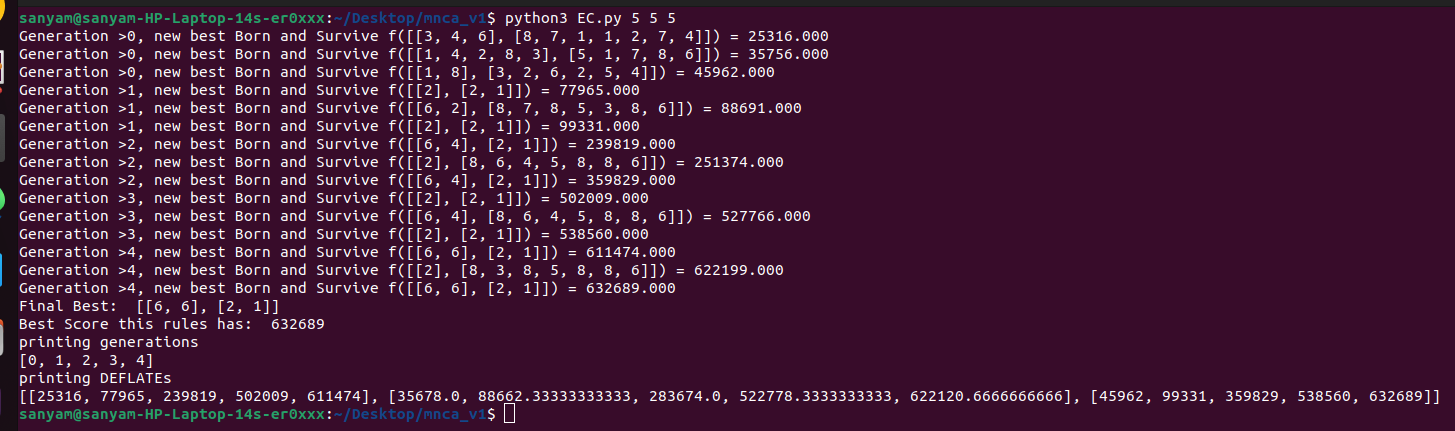 sanyam@sanyam-HP-Laptop-14s-er0xxx:~/Desktop/mnca_v1$ python3 EC.py 5 5 5
Generation >0, new best Born and Survive f([[3, 4, 6], [8, 7, 1, 1, 2, 7, 4]]) = 25316.000
Generation >0, new best Born and Survive f([[1, 4, 2, 8, 3], [5, 1, 7, 8, 6]]) = 35756.000
Generation >0, new best Born and Survive f([[1, 8], [3, 2, 6, 2, 5, 4]]) = 45962.000
Generation >1, new best Born and Survive f([[2], [2, 1]]) = 77965.000
Generation >1, new best Born and Survive f([[6, 2], [8, 7, 8, 5, 3, 8, 6]]) = 88691.000
Generation >1, new best Born and Survive f([[2], [2, 1]]) = 99331.000
Generation >2, new best Born and Survive f([[6, 4], [2, 1]]) = 239819.000
Generation >2, new best Born and Survive f([[2], [8, 6, 4, 5, 8, 8, 6]]) = 251374.000
Generation >2, new best Born and Survive f([[6, 4], [2, 1]]) = 359829.000
Generation >3, new best Born and Survive f([[2], [2, 1]]) = 502009.000
Generation >3, new best Born and Survive f([[6, 4], [8, 6, 4, 5, 8, 8, 6]]) = 527766.000
Generation >3, new best Born and Survive f([[2], [2, 1]]) = 538560.000
Generation >4, new best Born and Survive f([[6, 6], [2, 1]]) = 611474.000
Generation >4, new best Born and Survive f([[2], [8, 3, 8, 5, 8, 8, 6]]) = 622199.000
Generation >4, new best Born and Survive f([[6, 6], [2, 1]]) = 632689.000
Final Best:  [[6, 6], [2, 1]]
Best Score this rules has:  632689
printing generations
[0, 1, 2, 3, 4]
printing DEFLATEs
[[25316, 77965, 239819, 502009, 611474], [35678.0, 88662.33333333333, 283674.0, 522778.3333333333, 622120.6666666666], [45962, 99331, 359829, 538560, 632689]]
sanyam@sanyam-HP-Laptop-14s-er0xxx:~/Desktop/mnca_v1$